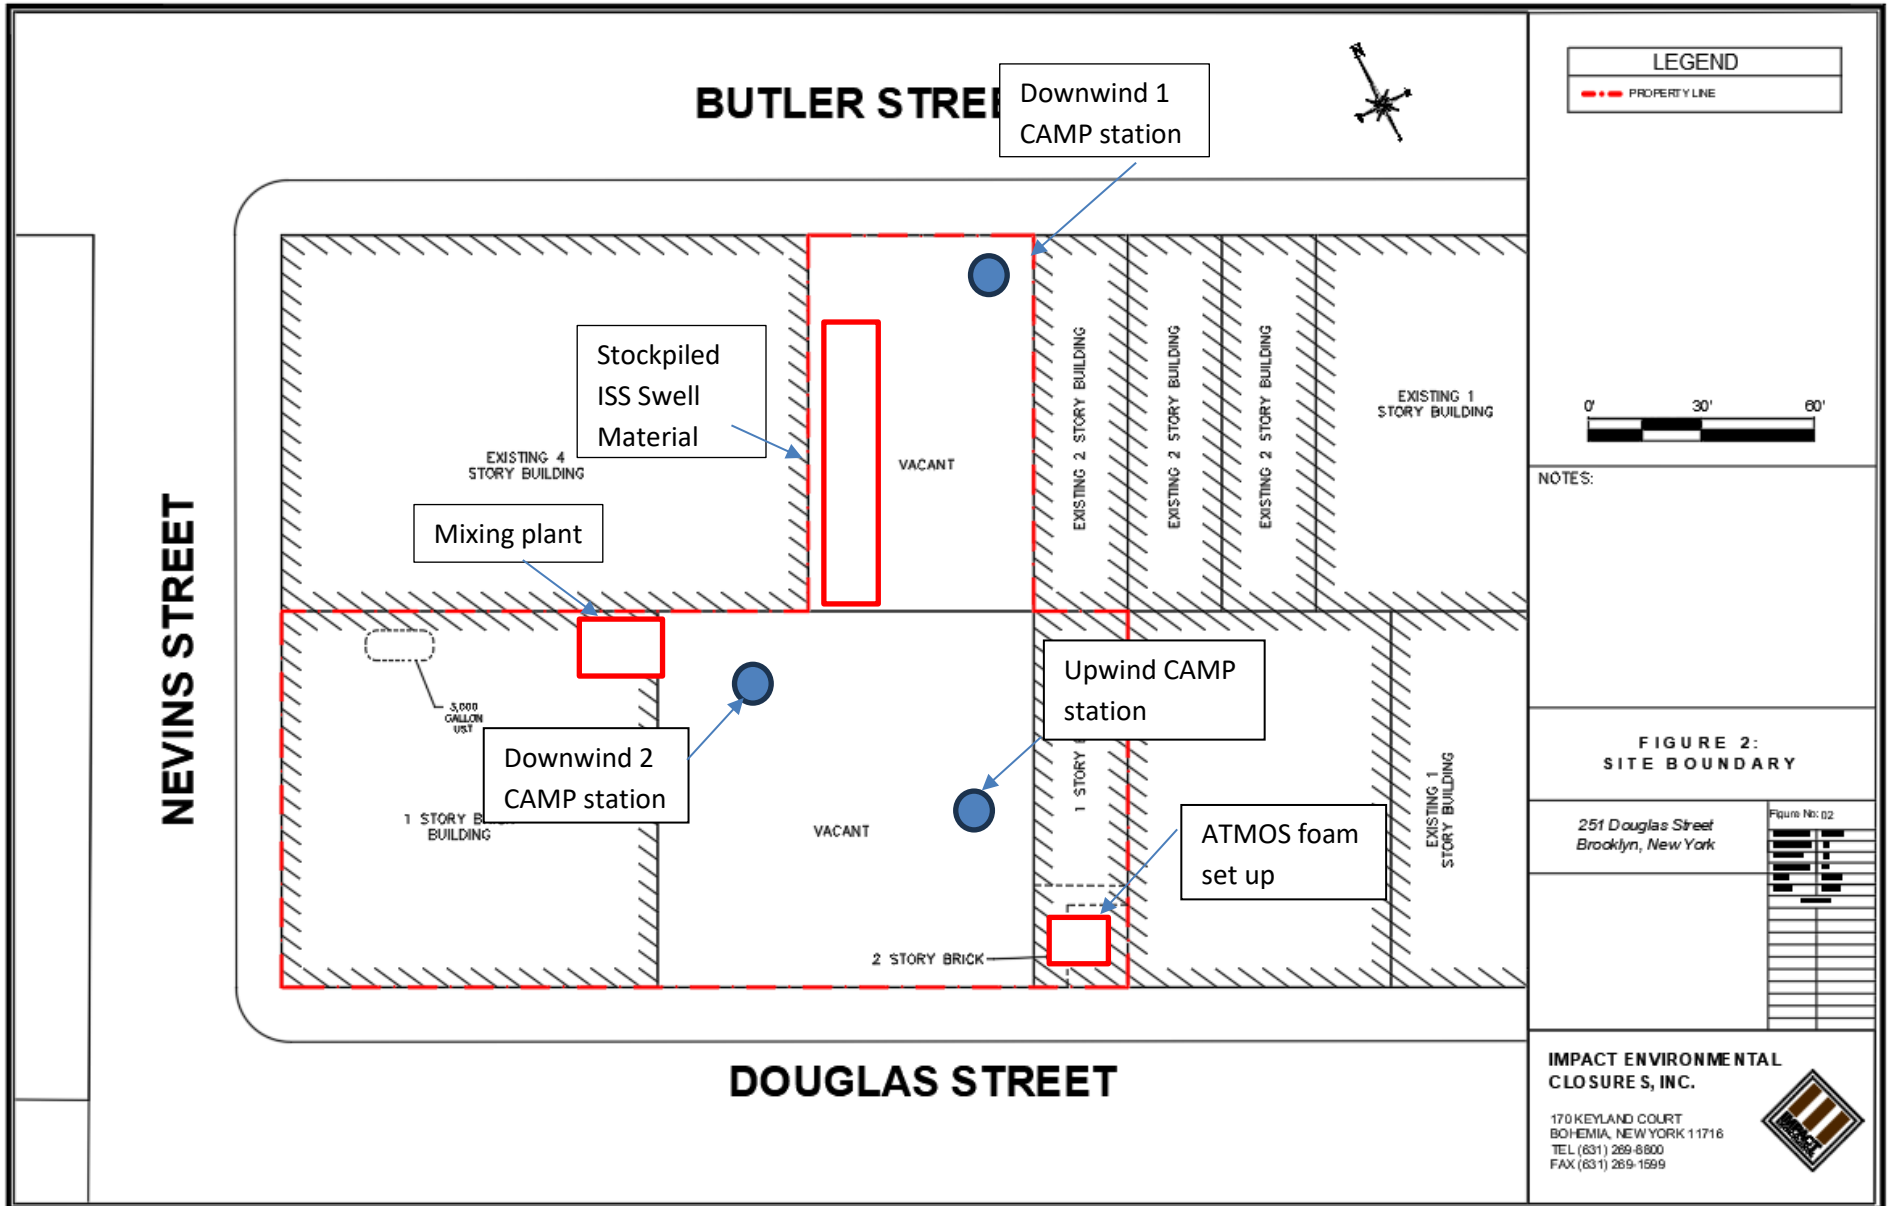 BUTLER STREE
Downwind 1
CAMP station
N
LEGEND
PROPERTY LINE
0'
30'
60'
NOTES:
Stockpiled
ISS Swell
Material
EXISTING 4
STORY BUILDING
VACANT
EXISTING 2 STORY BUILDING
EXISTING 2 STORY BUILDING
EXISTING 2 STORY BUILDING
EXISTING 1
STORY BUILDING
Mixing plant
NEVINS STREET
GALLON
UST
Downwind 2
CAMP station
1 STORY B
BUILDING
VACANT
Upwind CAMP
station
1 STORY
ATMOS foam
set up
EXISTING 1
STORY BUILDING
2 STORY BRICK
DOUGLAS STREET
FIGURE 2:
SITE BOUNDARY
251 Douglas Street
Brooklyn, New York
Figure No: 02
IMPACT ENVIRONMENTAL
CLOSURES, INC.
170 KEYLAND COURT
BOHEMIA, NEW YORK 11716
TEL (631) 269-8800
FAX (631) 269-1599
IMPACT